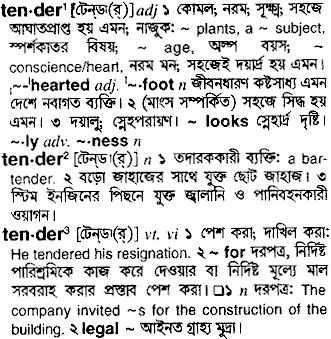 ten·der¹ [টেন্‌ডা(র্)] adj ১ কোমল; নরম; সূক্ষ্ম; সহজে
আঘাতপ্রাপ্ত হয় এমন; নাজুক: ~ plants, a ~ subject,
স্পর্শকাতর বিষয়; ~ age, অল্প বয়স; ~
conscience/heart, নরম মন; সহজেই দয়ার্দ্র হয় এমন।
'~-'hearted adj. '~·foot n জীবনধারণ কষ্টসাধ্য এমন
দেশে নবাগত ব্যক্তি। ২ (মাংস সম্পর্কিত) সহজে সিদ্ধ হয়
এমন। ৩ দয়ালু; স্নেহপরায়ণ। ~ looks স্নেহার্দ্র দৃষ্টি।
~·ly adv. ~·ness n
ten·der² [টেন্‌ডা(র্)] n ১ তদারককারী ব্যক্তি: a bar-
tender. ২ বড়ো জাহাজের সাথে যুক্ত ছোট জাহাজ। ৩
স্টিম ইনজিনের পিছনে যুক্ত জ্বালানি ও পানিবহনকারী
ওয়াগন।
ten·der³ [টেন্‌ডা(র্)] vt, vi ১ পেশ করা; দাখিল করা:
He tendered his resignation. ২ ~ for দরপত্র, নির্দিষ্ট
পারিশ্রমিকে কাজ করে দেওয়ার বা নির্দিষ্ট মূল্যে মাল
সরবরাহ করার প্রস্তাব পেশ করা। □১ n দরপত্র: The
company invited ~s for the construction of the
building. ২ legal ~ আইনত গ্রাহ্য মুদ্রা।